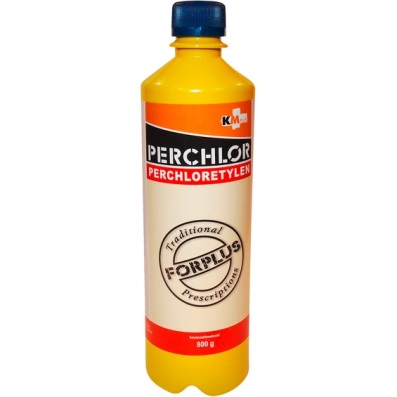 KM
PERCHLOR
PERCHLORETYLEN
Traditional
FORPLUS
Prescriptions
800 g